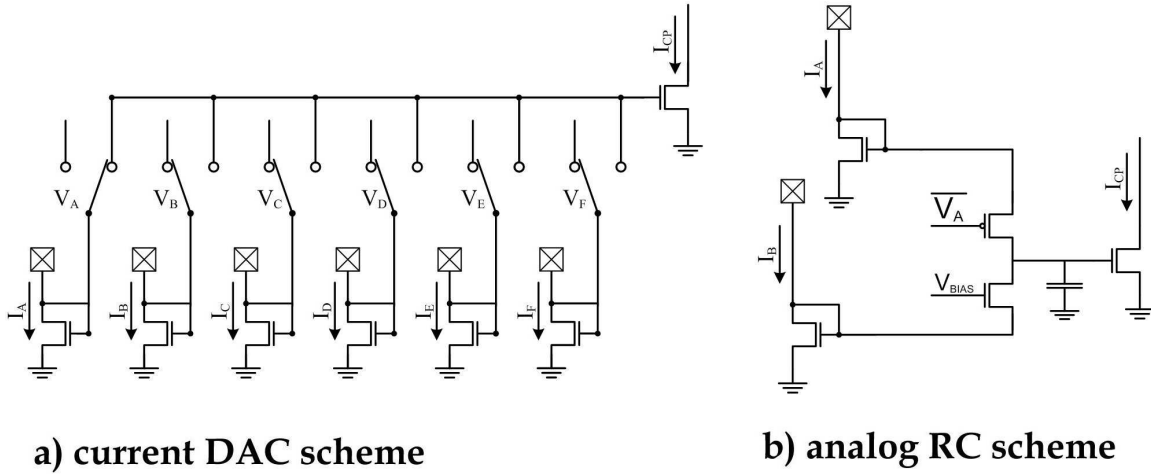 I_CP
V_A V_B V_C V_D V_E V_F
I_A I_B I_C I_D I_E I_F
a) current DAC scheme
I_A
I_CP
V_A
I_B
V_BIAS
b) analog RC scheme